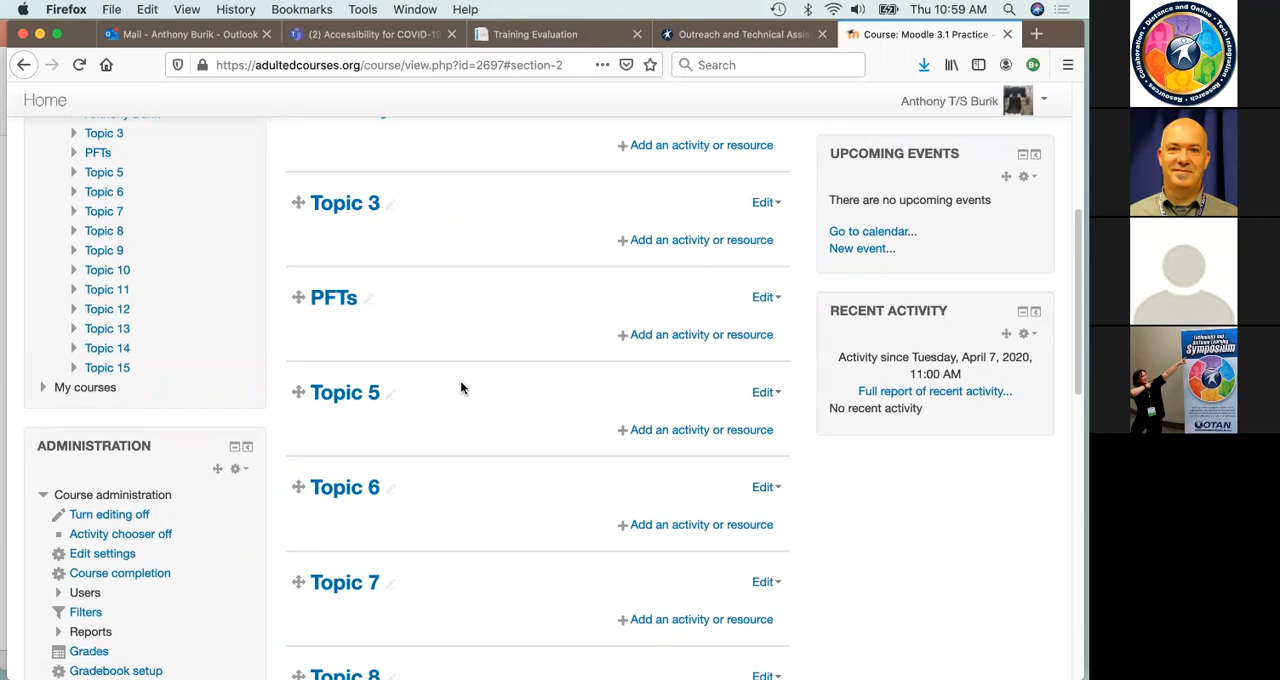 Firefox File Edit View History Bookmarks Tools Window Help Thu 10:59 AM
Mail - Anthony Burik - Outlook
(2) Accessibility for COVID-19
Training Evaluation
Outreach and Technical Assis
Course: Moodle 3.1 Practice -
https://adultedcourses.org/course/view.php?id=2697#section-2
Search
Home
Anthony T/S Burik
Topic 3
PFTs
Topic 5
Topic 6
Topic 7
Topic 8
Topic 9
Topic 10
Topic 11
Topic 12
Topic 13
Topic 14
Topic 15
My courses
ADMINISTRATION
Course administration
Turn editing off
Activity chooser off
Edit settings
Course completion
Users
Filters
Reports
Grades
Gradebook setup
Add an activity or resource
Topic 3
Edit
Add an activity or resource
PFTs
Edit
Add an activity or resource
Topic 5
Edit
Add an activity or resource
Topic 6
Edit
Add an activity or resource
Topic 7
Edit
Add an activity or resource
Topic 8
Edit
UPCOMING EVENTS
There are no upcoming events
Go to calendar...
New event...
RECENT ACTIVITY
Activity since Tuesday, April 7, 2020,
11:00 AM
Full report of recent activity...
No recent activity
Collaboration Distance and Online Tech Integration Research Resources
Symposium
OTAN